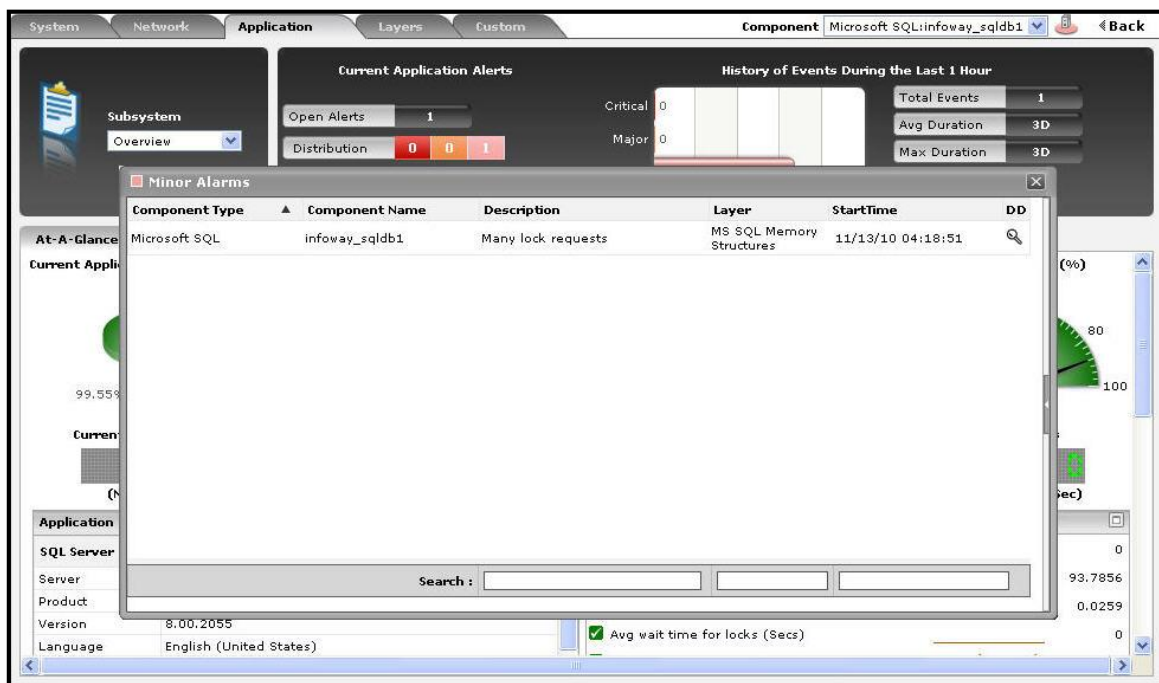 System Network Application Layers Custom Component Microsoft SQL:infoway_sqldb1 Back
Current Application Alerts
History of Events During the Last 1 Hour
Subsystem
Overview
Open Alerts 1
Distribution 0 0 1
Critical 0
Major 0
Total Events 1
Avg Duration 3D
Max Duration 3D
Minor Alarms
Component Type Component Name Description Layer StartTime DD
Microsoft SQL infoway_sqldb1 Many lock requests MS SQL Memory Structures 11/13/10 04:18:51
Search :
At-A-Glance
Current (%)
80
100
99.55%
0
Application
SQL Server 0
Server 93.7856
Product 0.0259
Version 8.00.2055
Avg wait time for locks (Secs) 0
Language English (United States)